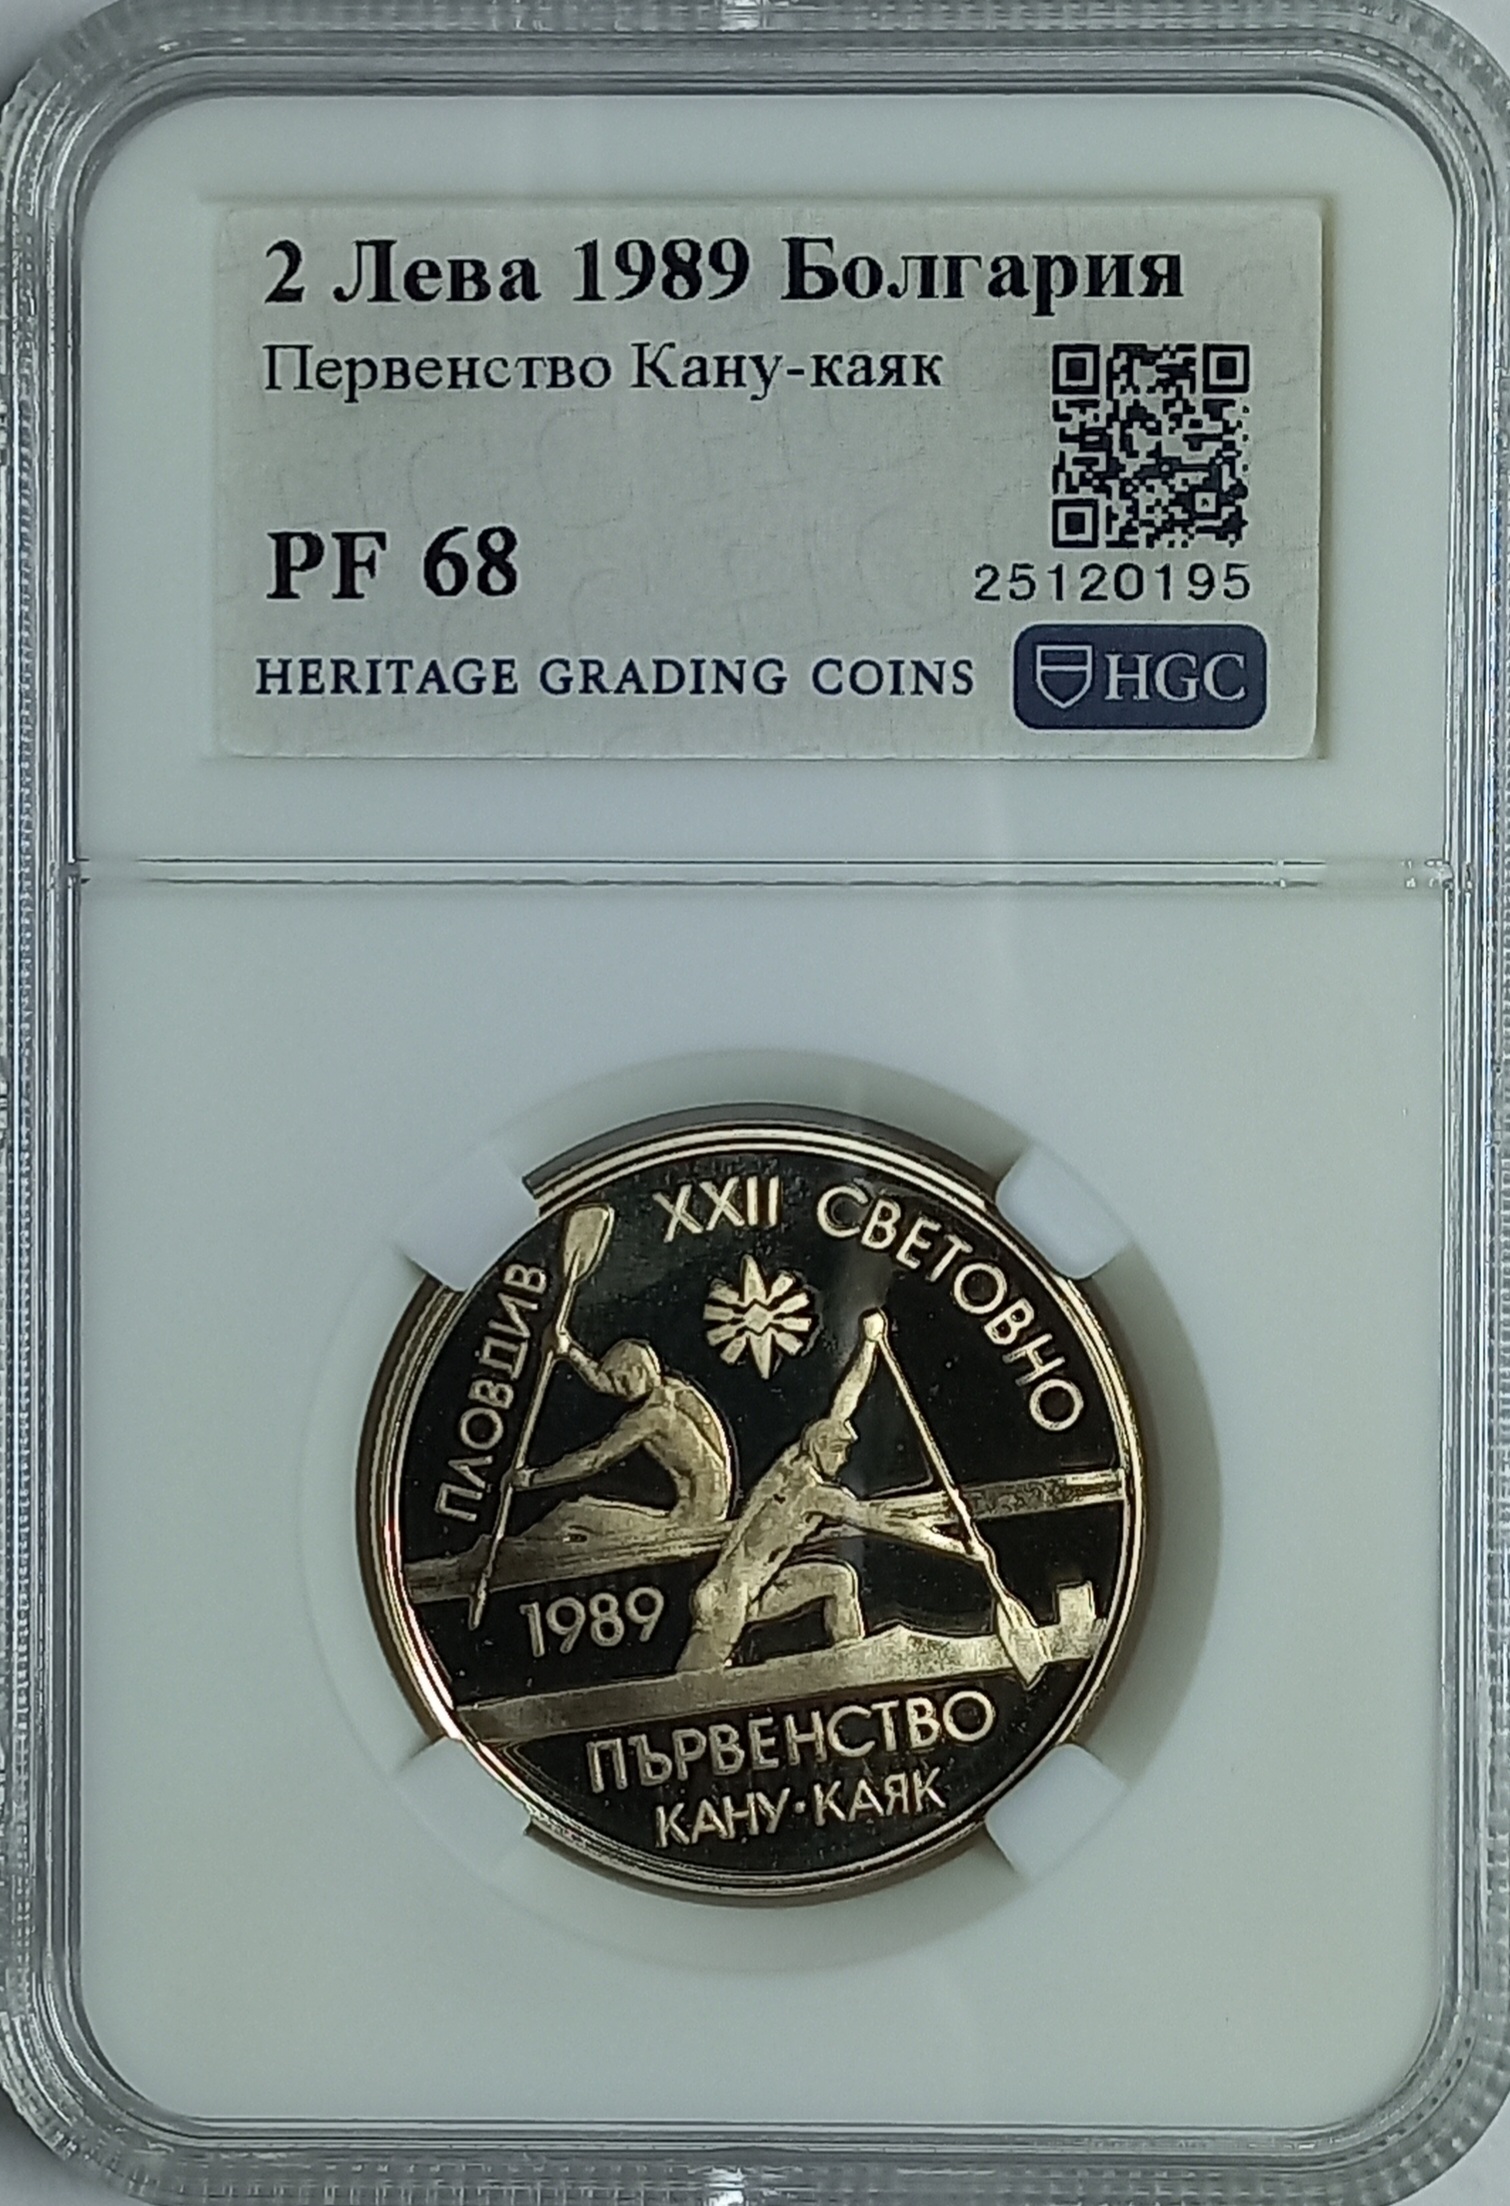 2 Лева 1989 Болгария
Первенство Кану-каяк
PF 68
25120195
HERITAGE GRADING COINS
HGC
ПЛОВДИВ
XXII СВЕТОВНО
1989
ПЪРВЕНСТВО
КАНУ·КАЯК